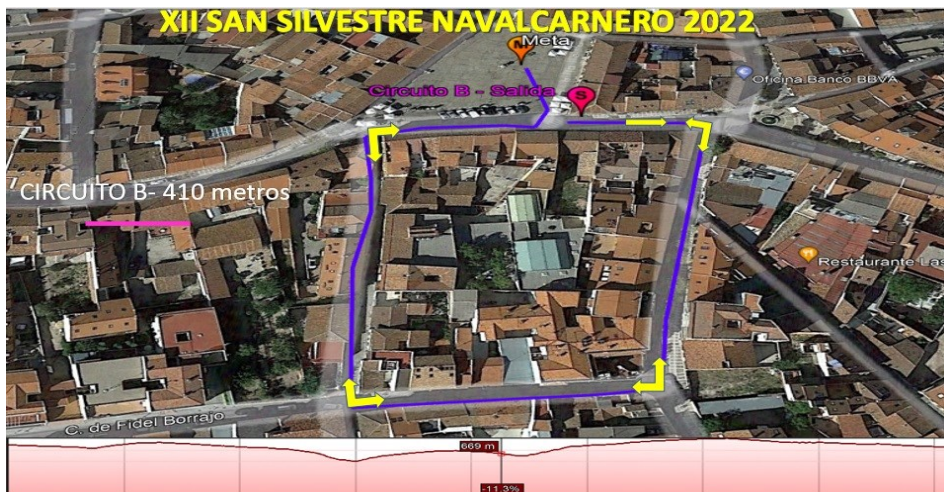 XII SAN SILVESTRE NAVALCARNERO 2022
Meta
Oficina Banco BBVA
Circuito B - Salida
S
CIRCUITO B- 410 metros
Restaurante Las
C. de Fidel Borrajo
669 m
-11.3%